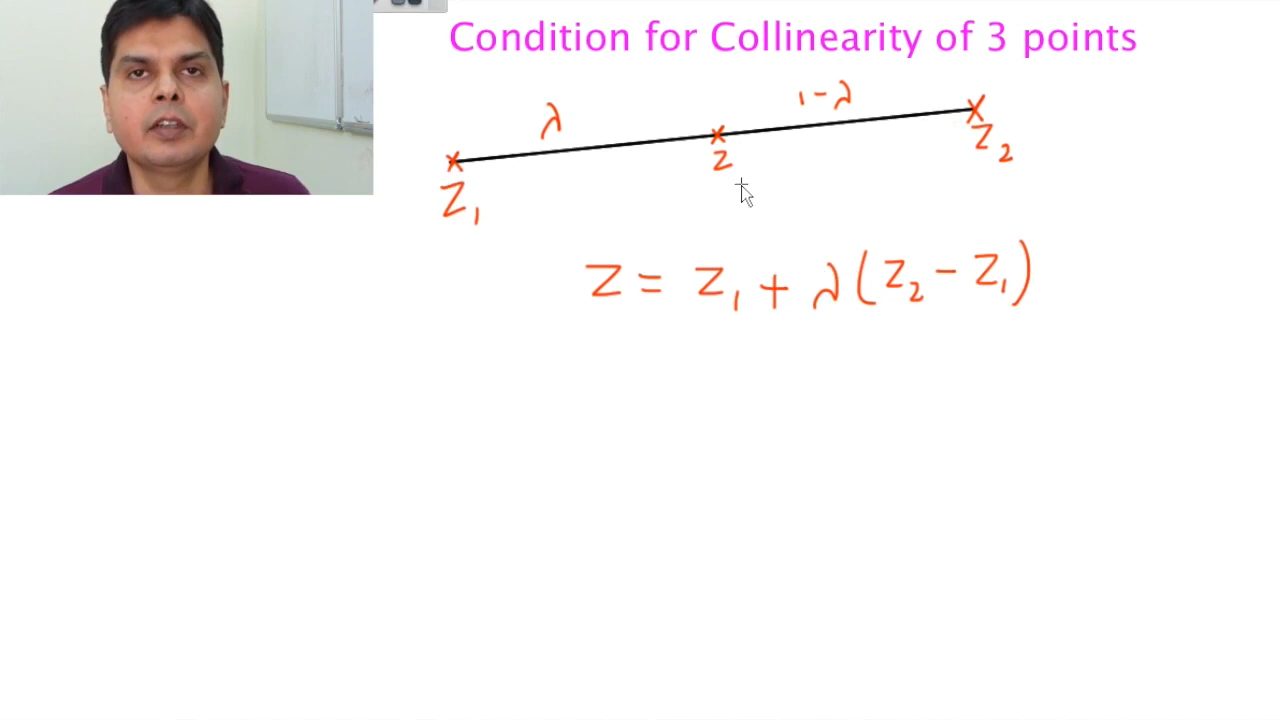 Condition for Collinearity of 3 points
λ 1-λ
Z₁ Z Z₂
Z = Z₁ + λ(Z₂ - Z₁)